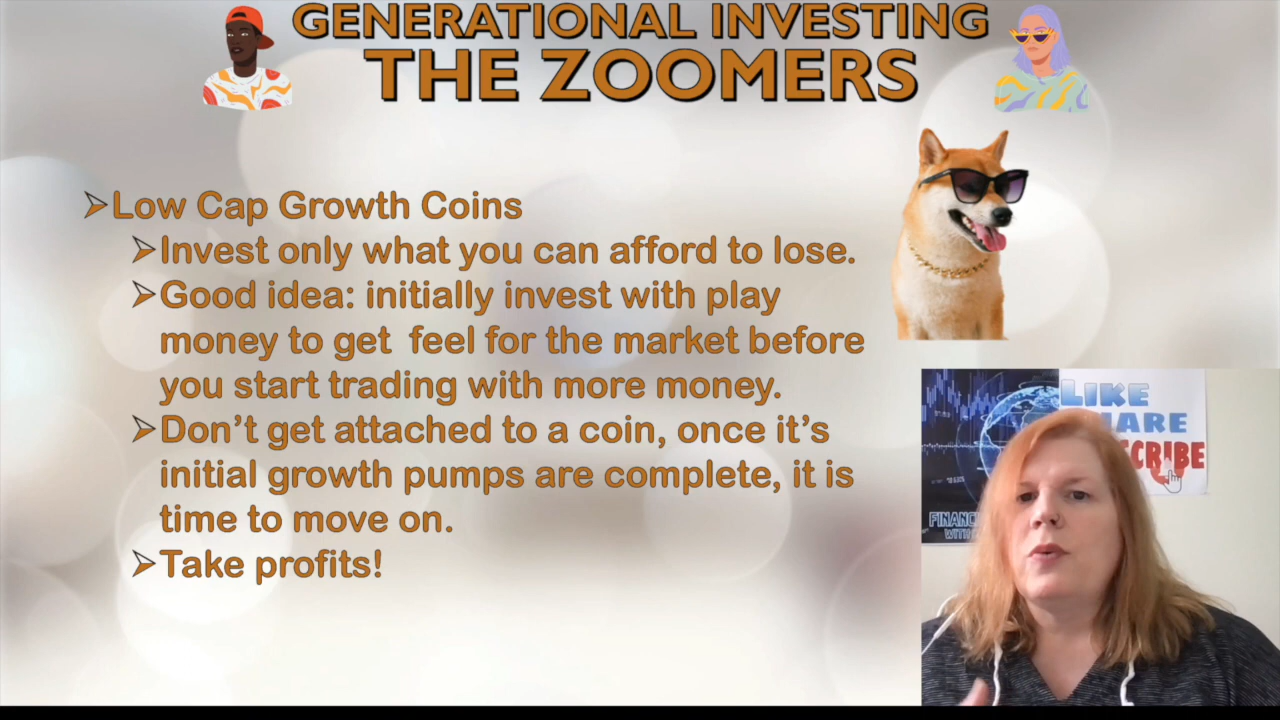 GENERATIONAL INVESTING
THE ZOOMERS
➢Low Cap Growth Coins
➢Invest only what you can afford to lose.
➢Good idea: initially invest with play
money to get feel for the market before
you start trading with more money.
➢Don't get attached to a coin, once it's
initial growth pumps are complete, it is
time to move on.
➢Take profits!
LIKE